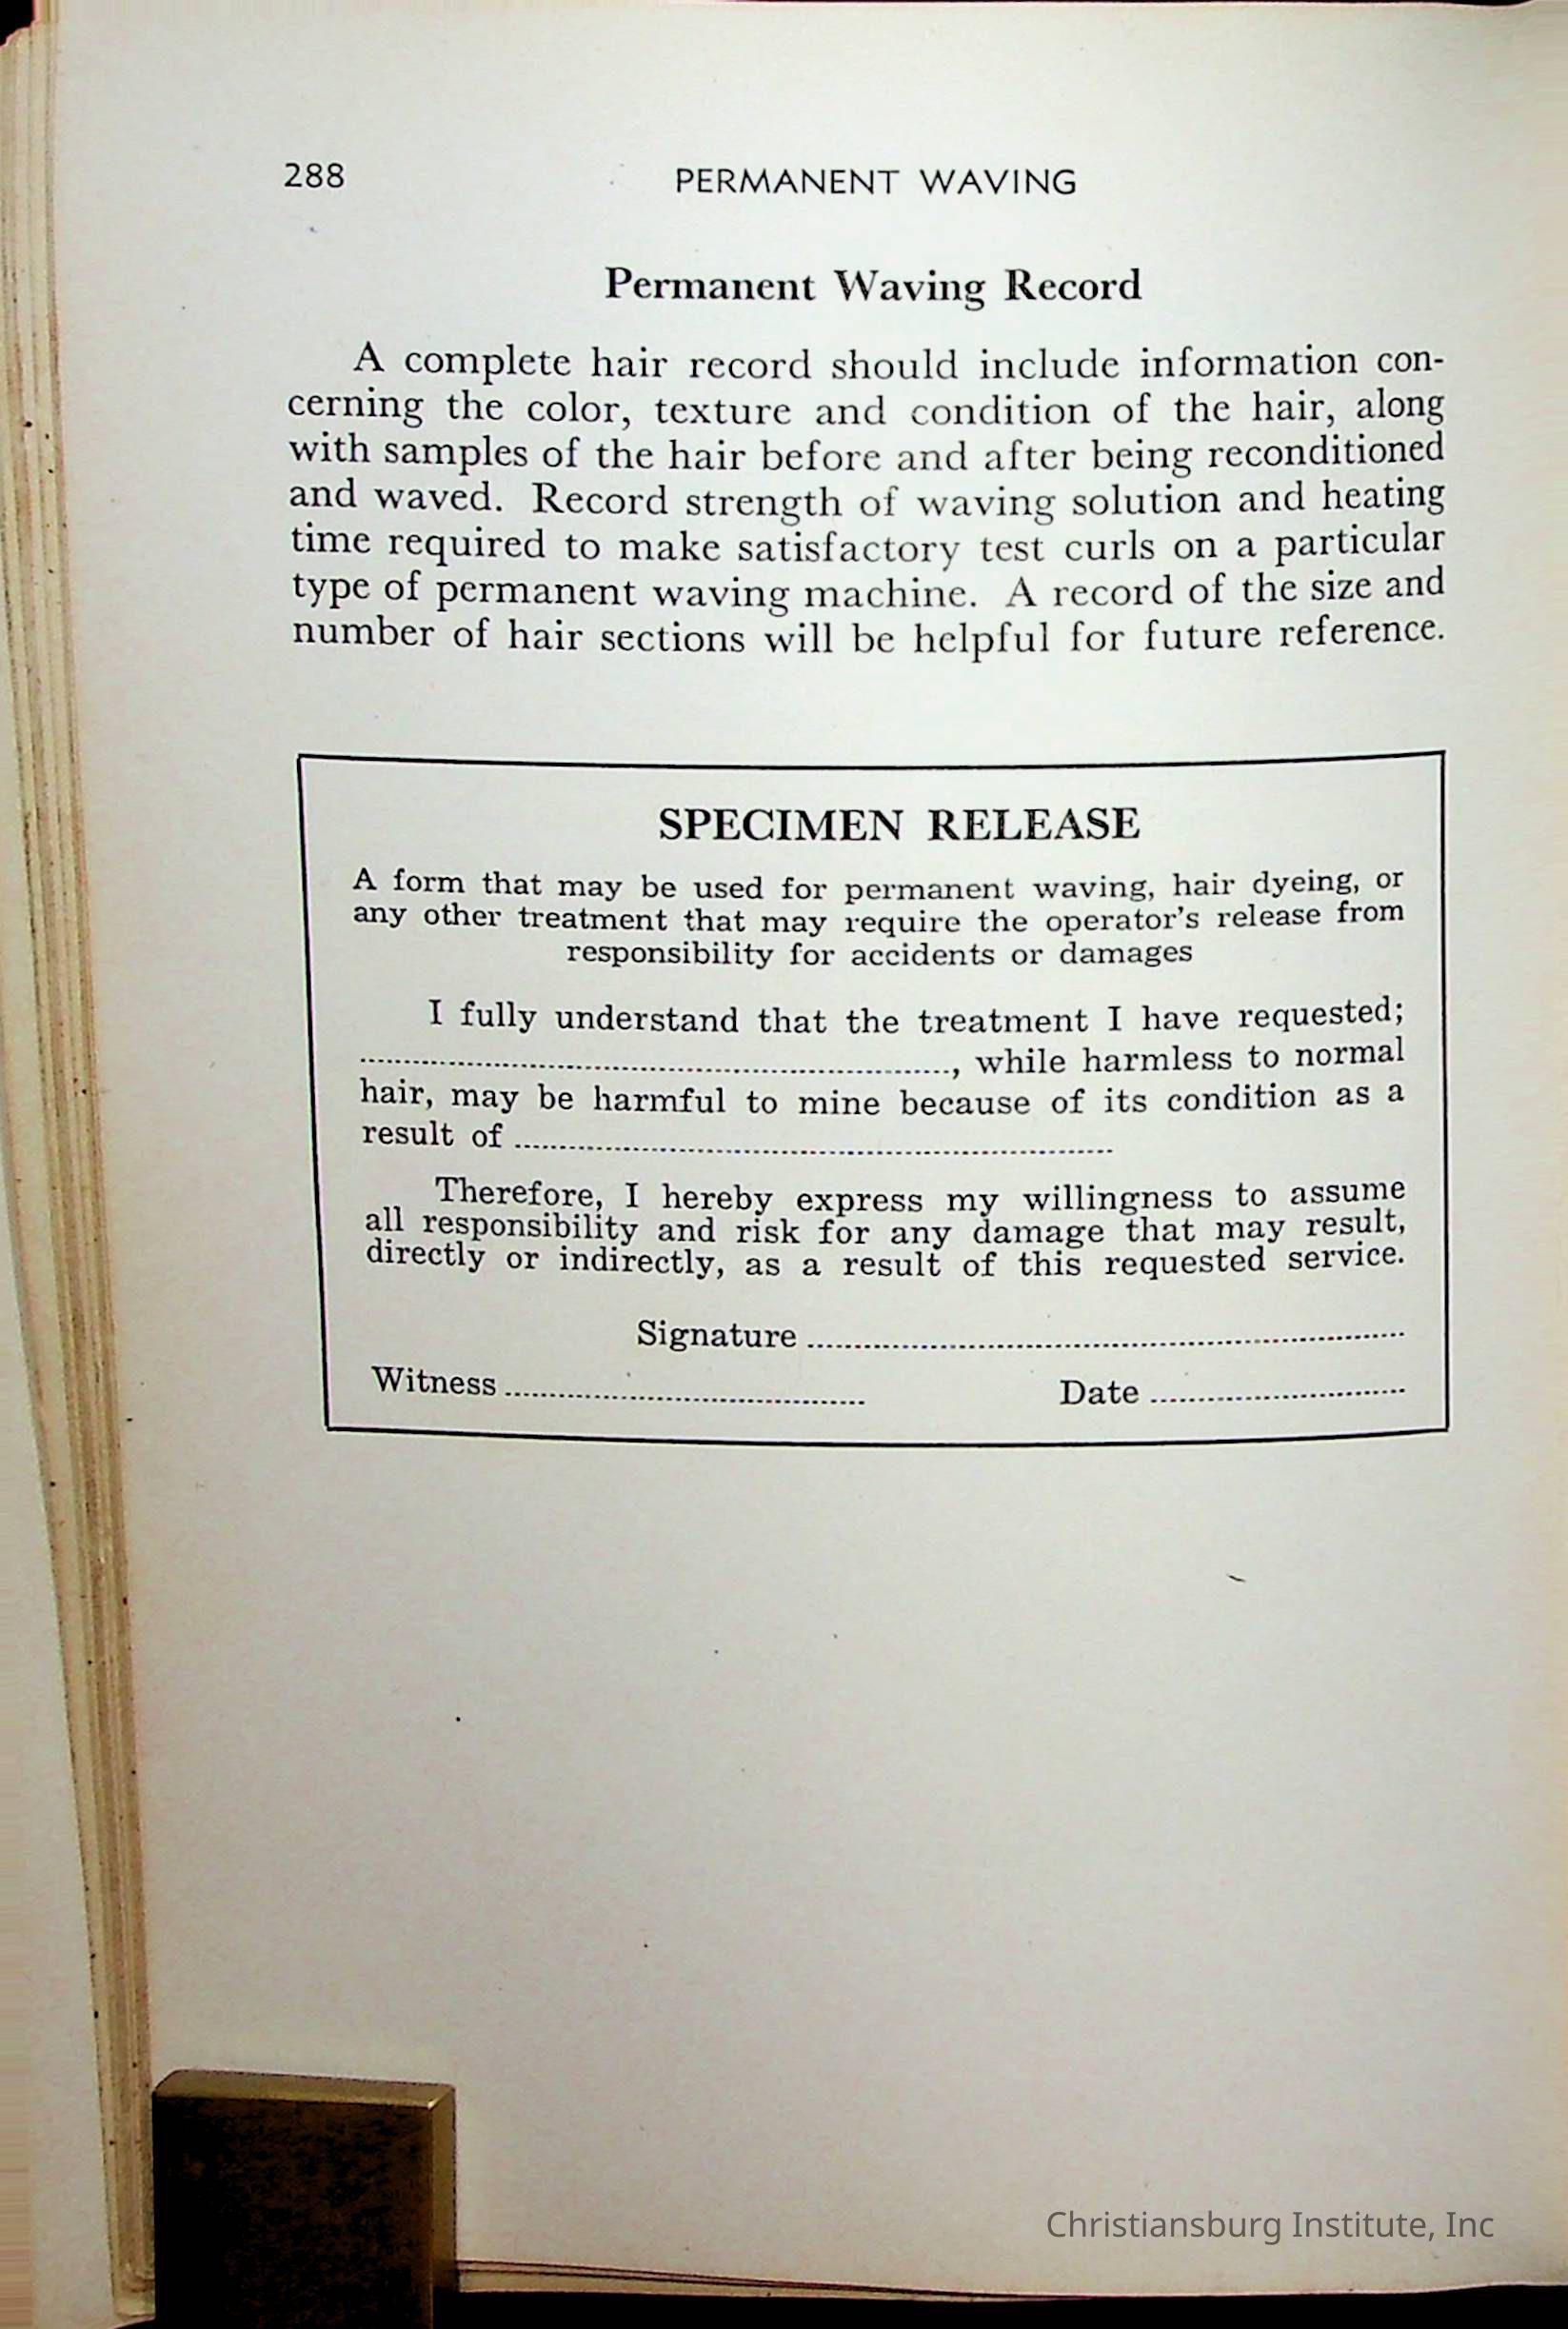 288
PERMANENT WAVING
Permanent Waving Record
A complete hair record should include information con-
cerning the color, texture and condition of the hair, along
with samples of the hair before and after being reconditioned
and waved. Record strength of waving solution and heating
time required to make satisfactory test curls on a particular
type of permanent waving machine. A record of the size and
number of hair sections will be helpful for future reference.
SPECIMEN RELEASE
A form that may be used for permanent waving, hair dyeing, or
any other treatment that may require the operator's release from
responsibility for accidents or damages
I fully understand that the treatment I have requested;
......................................................., while harmless to normal
hair, may be harmful to mine because of its condition as a
result of .......................................................
Therefore, I hereby express my willingness to assume
all responsibility and risk for any damage that may result,
directly or indirectly, as a result of this requested service.
Signature .......................................................
Witness .................................... Date ...........................
Christiansburg Institute, Inc